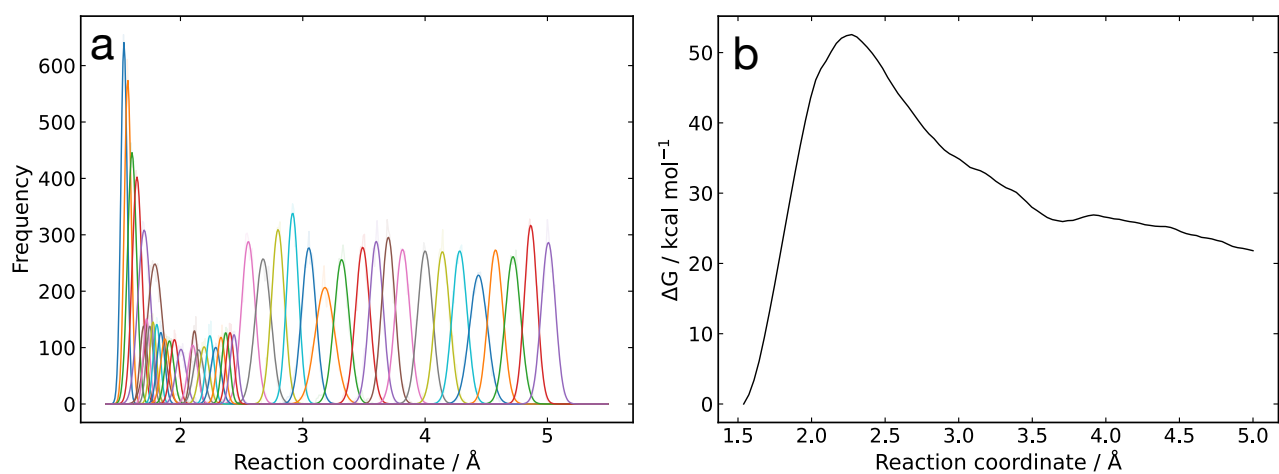 a
Frequency
600
500
400
300
200
100
0
2 3 4 5
Reaction coordinate / Å
b
ΔG / kcal mol⁻¹
50
40
30
20
10
0
1.5 2.0 2.5 3.0 3.5 4.0 4.5 5.0
Reaction coordinate / Å